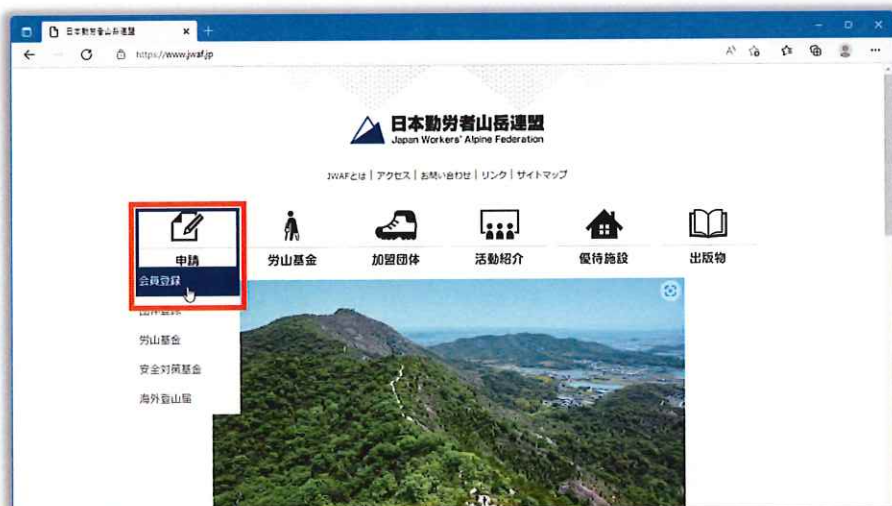 日本勤労者山岳連盟
https://www.jwaf.jp
日本勤労者山岳連盟
Japan Workers' Alpine Federation
JWAFとは | アクセス | お問い合わせ | リンク | サイトマップ
申請 労山基金 加盟団体 活動紹介 優待施設 出版物
会員登録
団体登録
労山基金
安全対策基金
海外登山届